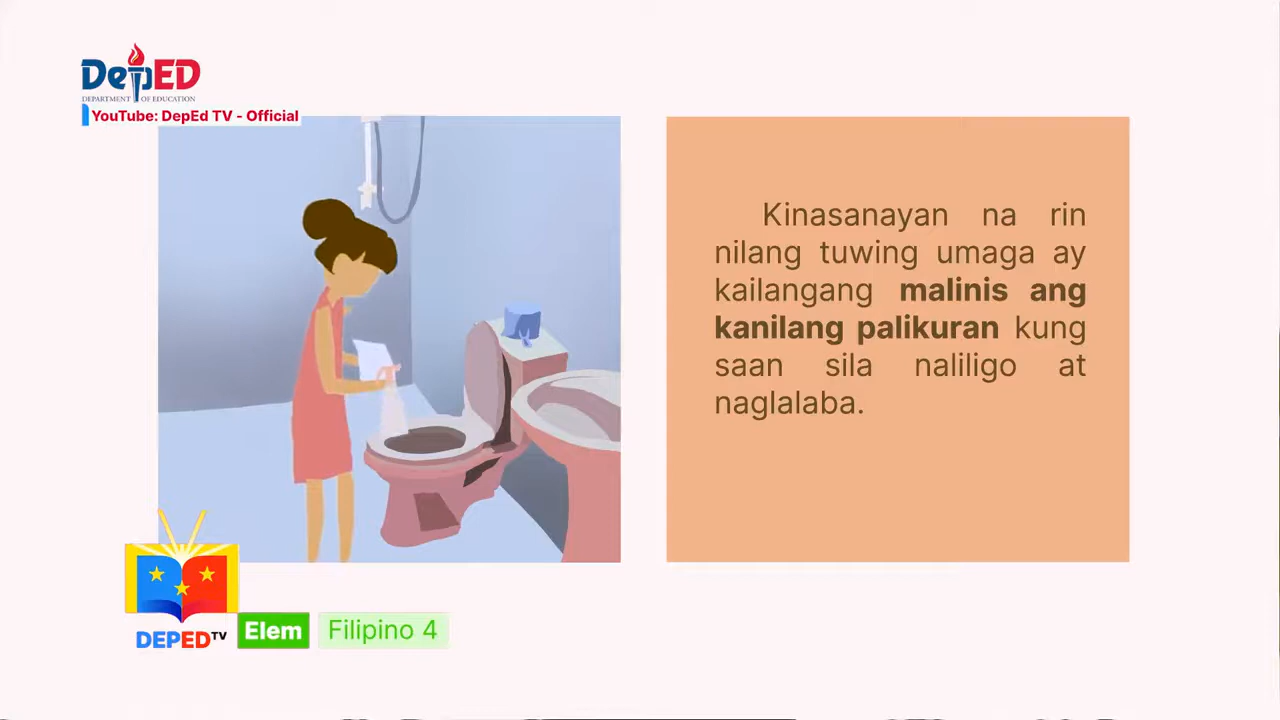 DepED
DEPARTMENT OF EDUCATION
YouTube: DepEd TV - Official
Kinasanayan na rin
nilang tuwing umaga ay
kailangang malinis ang
kanilang palikuran kung
saan sila naliligo at
naglalaba.
DEPED TV
Elem
Filipino 4